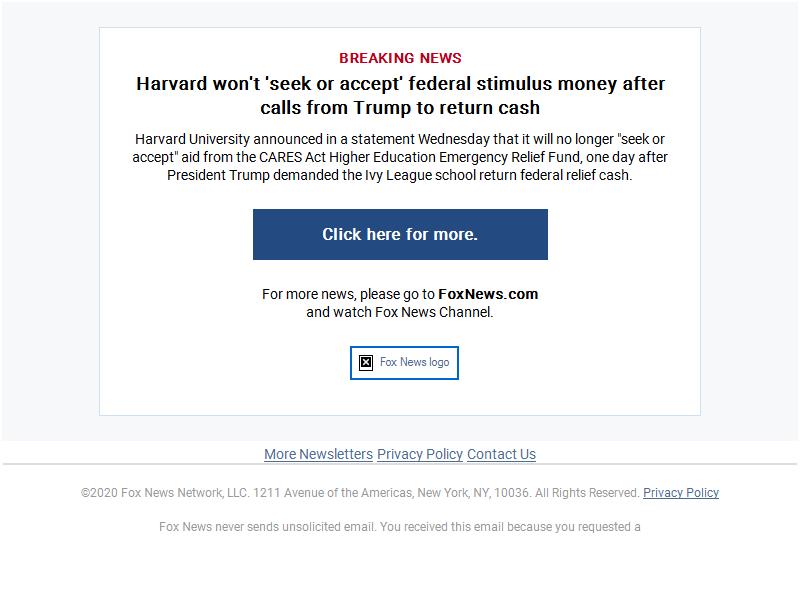 BREAKING NEWS
Harvard won't 'seek or accept' federal stimulus money after
calls from Trump to return cash
Harvard University announced in a statement Wednesday that it will no longer "seek or
accept" aid from the CARES Act Higher Education Emergency Relief Fund, one day after
President Trump demanded the Ivy League school return federal relief cash.
Click here for more.
For more news, please go to FoxNews.com
and watch Fox News Channel.
Fox News logo
More Newsletters Privacy Policy Contact Us
©2020 Fox News Network, LLC. 1211 Avenue of the Americas, New York, NY, 10036. All Rights Reserved. Privacy Policy
Fox News never sends unsolicited email. You received this email because you requested a